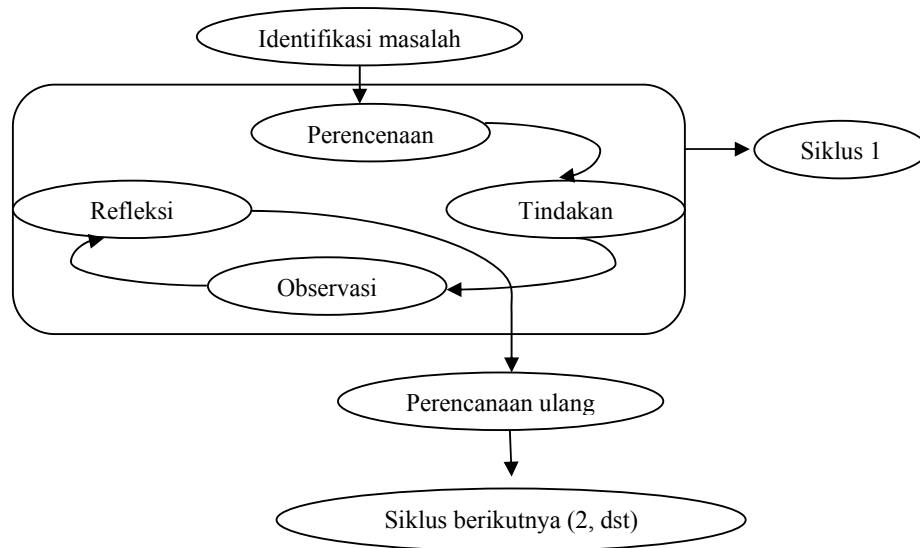 Identifikasi masalah
Perencenaan
Siklus 1
Refleksi
Tindakan
Observasi
Perencanaan ulang
Siklus berikutnya (2, dst)